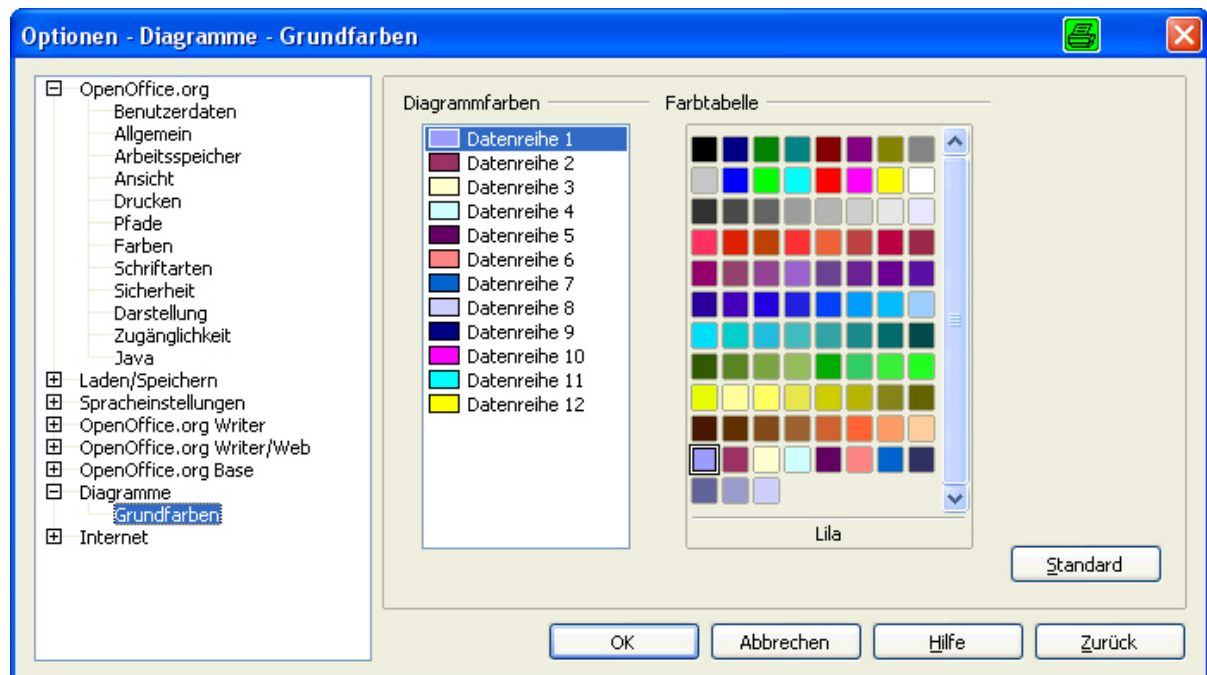 Optionen - Diagramme - Grundfarben
OpenOffice.org
Benutzerdaten
Allgemein
Arbeitsspeicher
Ansicht
Drucken
Pfade
Farben
Schriftarten
Sicherheit
Darstellung
Zugänglichkeit
Java
Laden/Speichern
Spracheinstellungen
OpenOffice.org Writer
OpenOffice.org Writer/Web
OpenOffice.org Base
Diagramme
Grundfarben
Internet
Diagrammfarben
Datenreihe 1
Datenreihe 2
Datenreihe 3
Datenreihe 4
Datenreihe 5
Datenreihe 6
Datenreihe 7
Datenreihe 8
Datenreihe 9
Datenreihe 10
Datenreihe 11
Datenreihe 12
Farbtabelle
Lila
Standard
OK
Abbrechen
Hilfe
Zurück